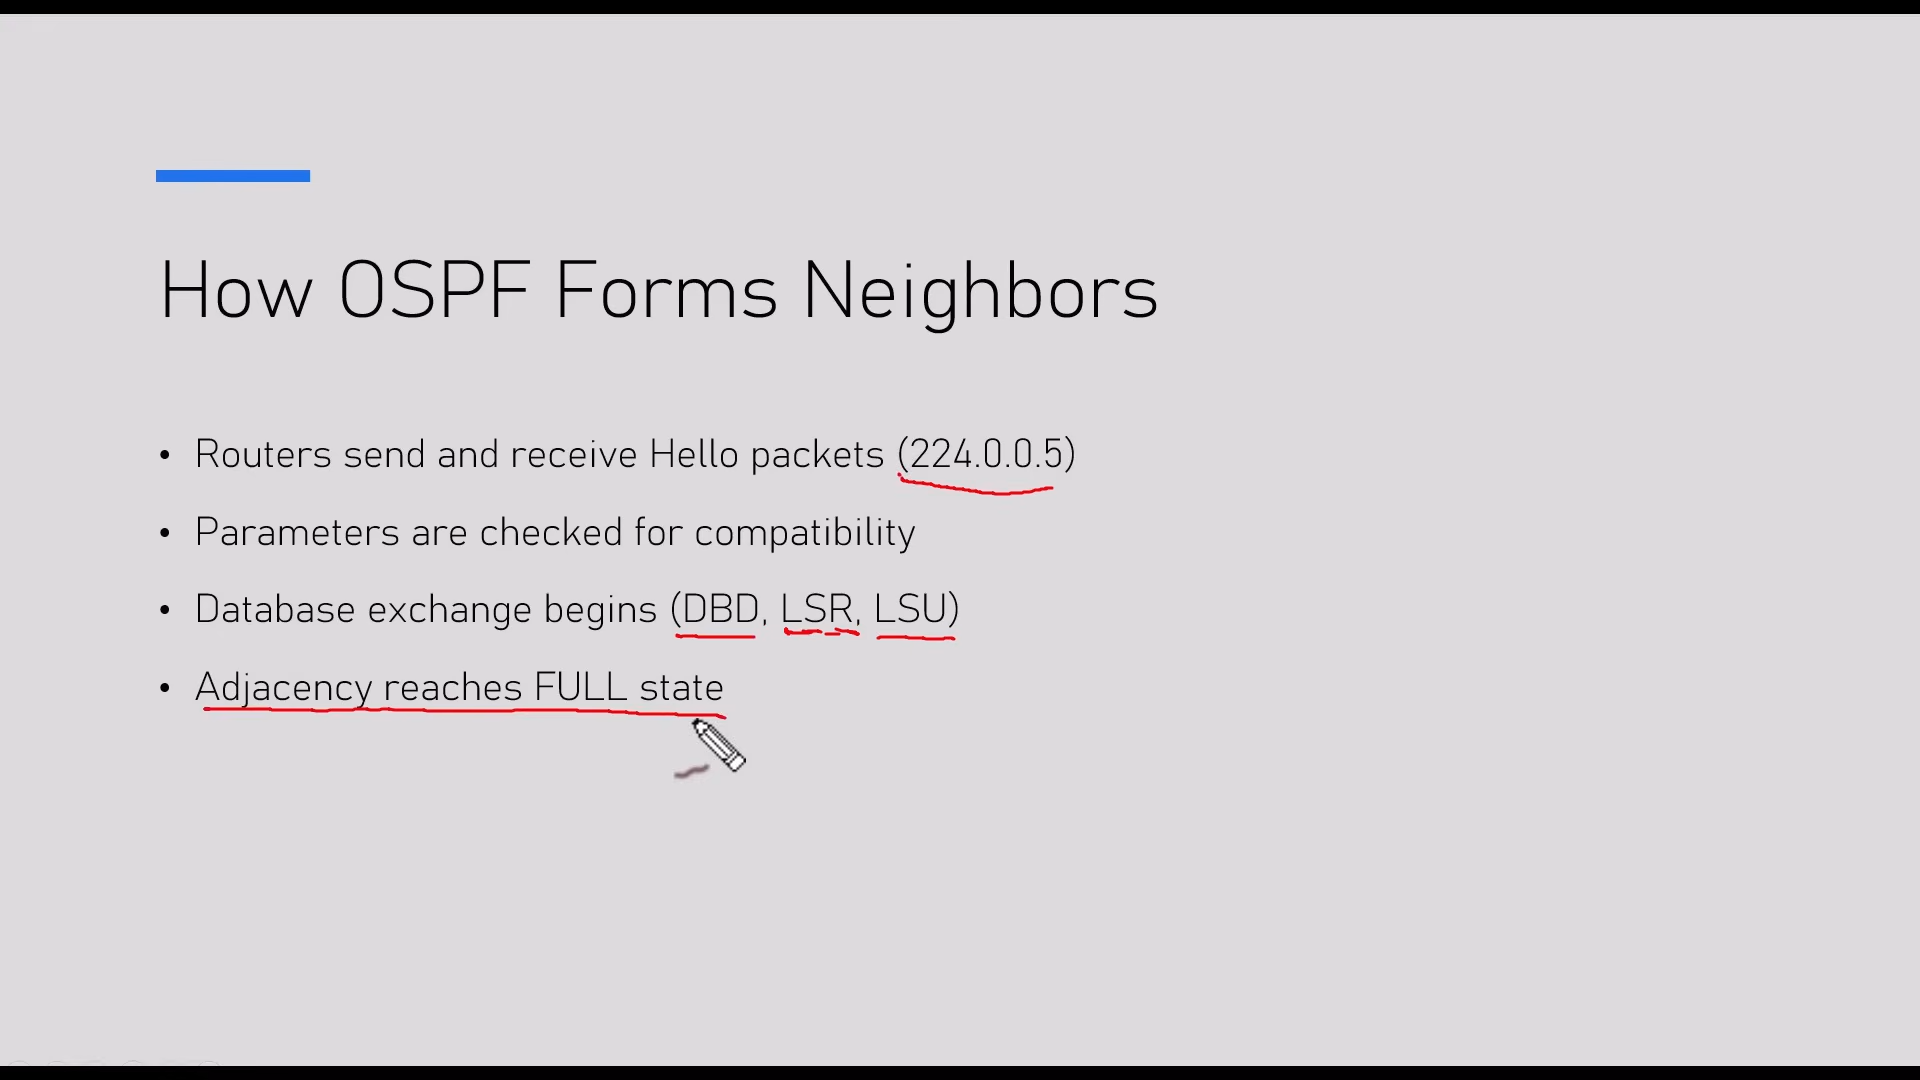 How OSPF Forms Neighbors
• Routers send and receive Hello packets (224.0.0.5)
• Parameters are checked for compatibility
• Database exchange begins (DBD, LSR, LSU)
• Adjacency reaches FULL state